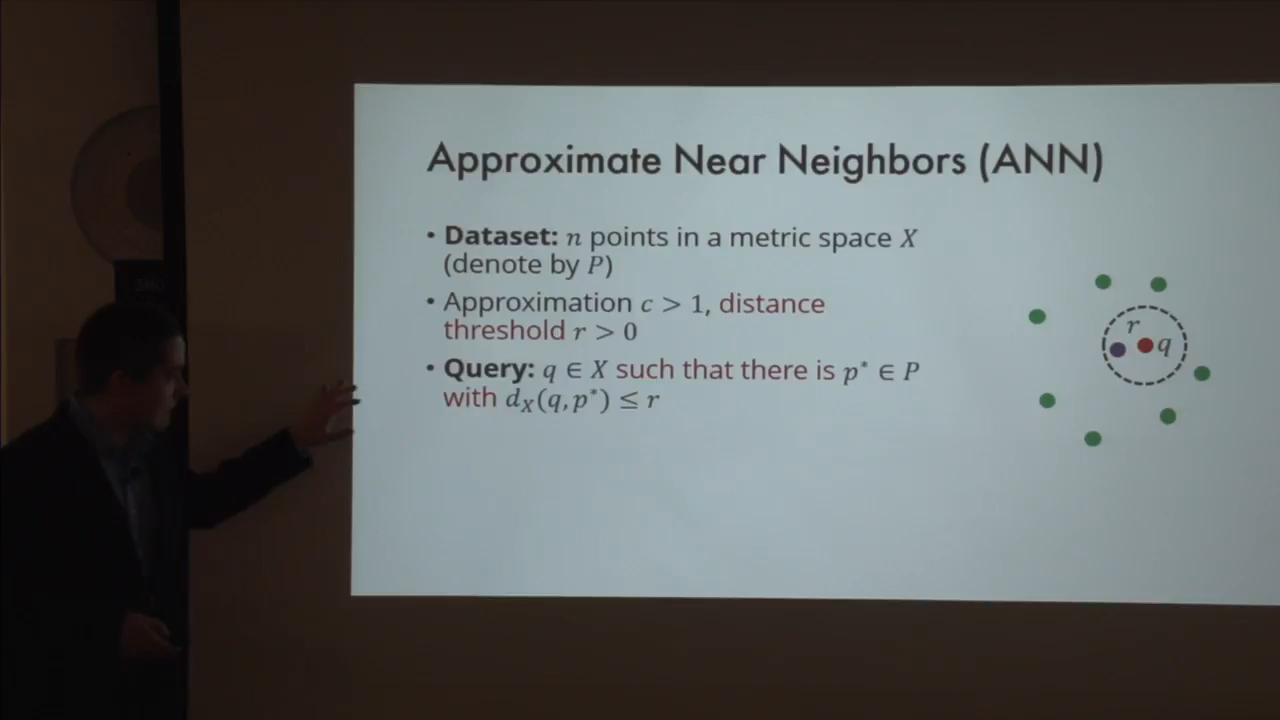 Approximate Near Neighbors (ANN)
• Dataset: n points in a metric space X
(denote by P)
• Approximation c > 1, distance
threshold r > 0
• Query: q ∈ X such that there is p* ∈ P
with d_X(q, p*) ≤ r
r
q